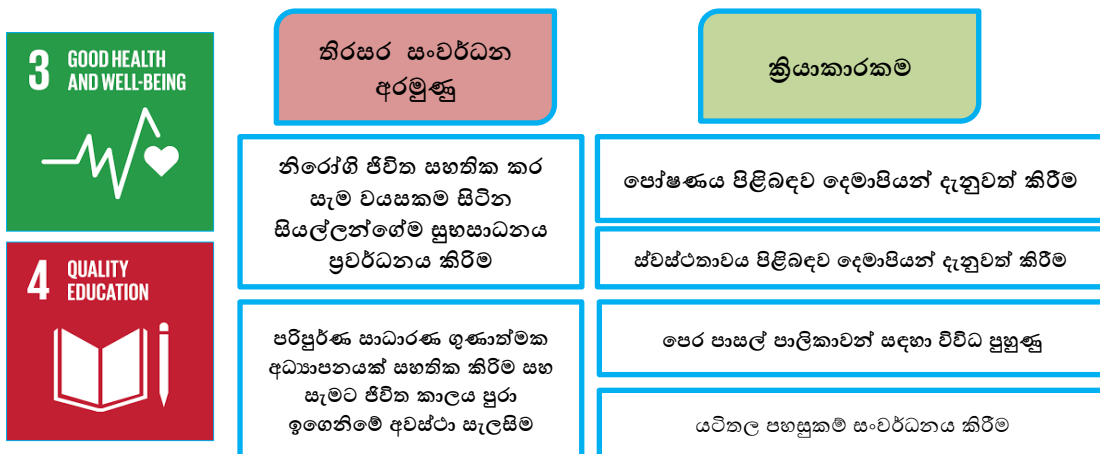 3 GOOD HEALTH
AND WELL-BEING
තිරසර සංවර්ධන
අරමුණු
ක්‍රියාකාරකම
නිරෝගි ජිවිත සහතික කර
සැම වයසකම සිටින
සියල්ලන්ගේම සුභසාධනය
ප්‍රවර්ධනය කිරිම
පෝෂණය පිළිබඳව දෙමාපියන් දැනුවත් කිරීම
ස්වස්ථතාවය පිළිබඳව දෙමාපියන් දැනුවත් කිරීම
4 QUALITY
EDUCATION
පරිපුර්ණ සාධාරණ ගුණාත්මක
අධ්‍යාපනයක් සහතික කිරිම සහ
සැමට ජිවිත කාලය පුරා
ඉගෙනිමේ අවස්ථා සැලසිම
පෙර පාසල් පාලිකාවන් සඳහා විවිධ පුහුණු
යටිතල පහසුකම් සංවර්ධනය කිරීම